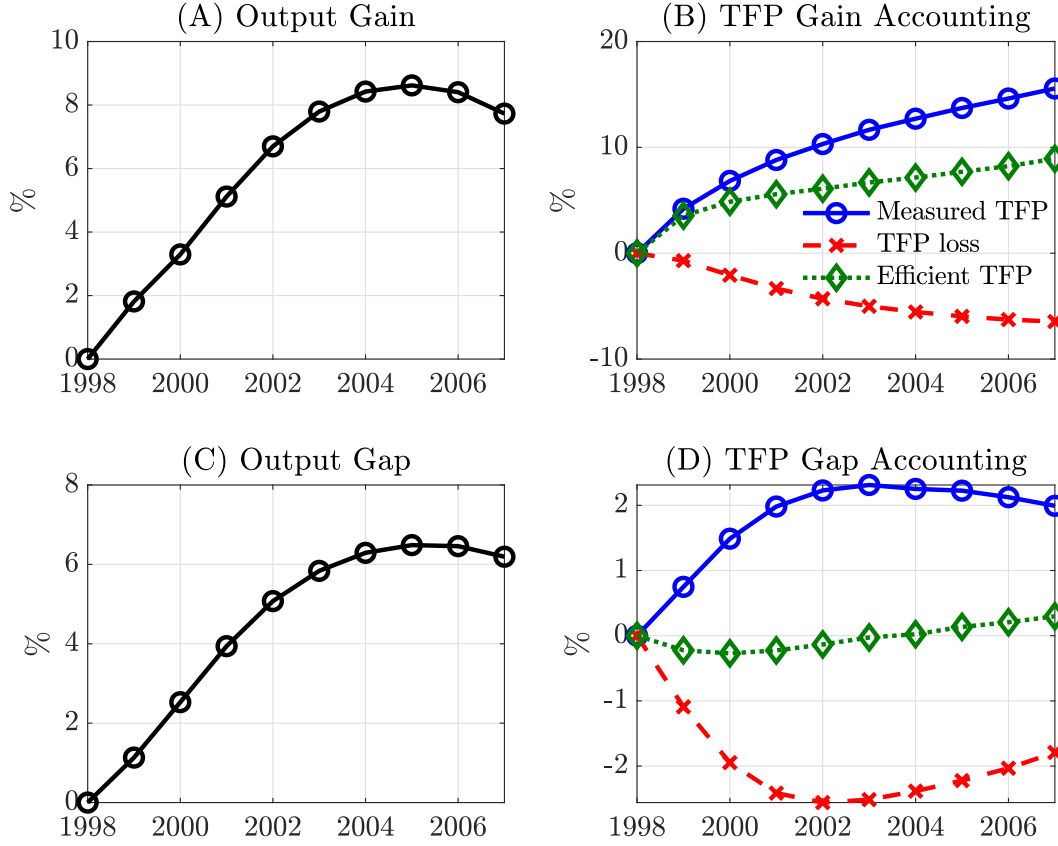 (A) Output Gain
10
8
6
4
2
0
%
1998 2000 2002 2004 2006
(B) TFP Gain Accounting
20
10
0
-10
%
Measured TFP
TFP loss
Efficient TFP
1998 2000 2002 2004 2006
(C) Output Gap
8
6
4
2
0
%
1998 2000 2002 2004 2006
(D) TFP Gap Accounting
2
1
0
-1
-2
%
1998 2000 2002 2004 2006